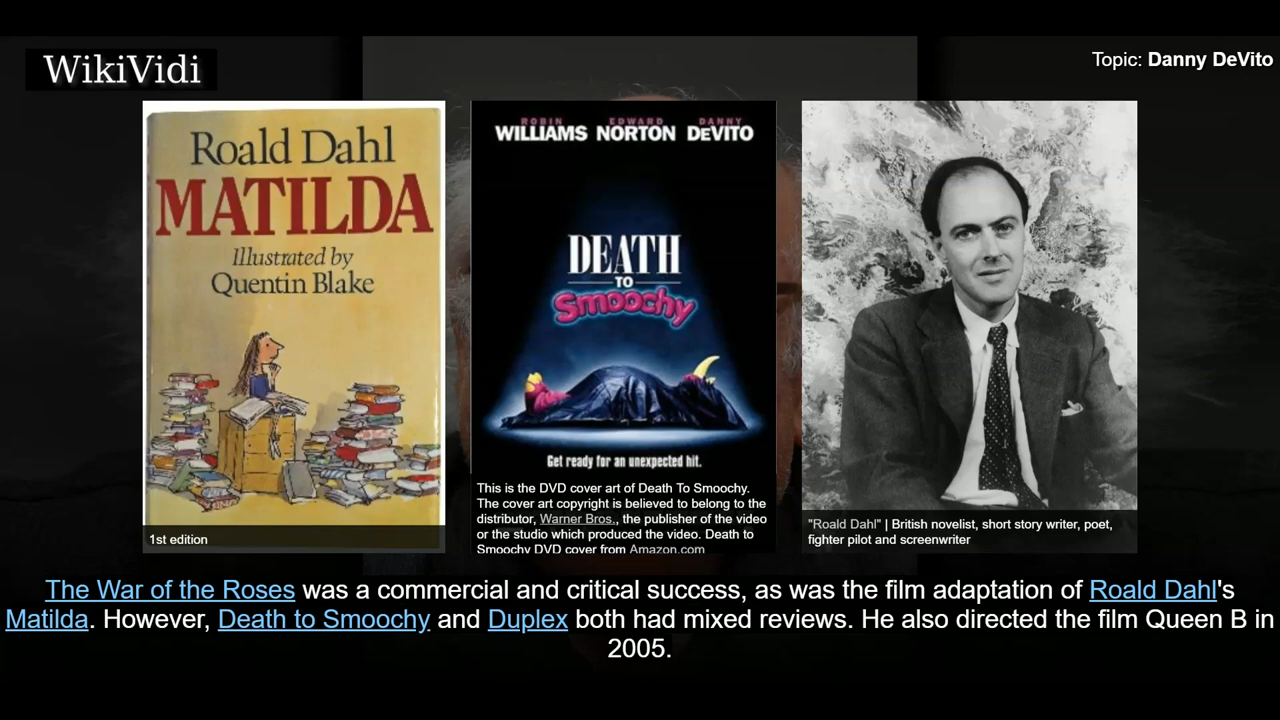 WikiVidi
Topic: Danny DeVito
Roald Dahl
MATILDA
Illustrated by
Quentin Blake
1st edition
ROBIN EDWARD DANNY
WILLIAMS NORTON DeVITO
DEATH
TO
Smoochy
Get ready for an unexpected hit.
This is the DVD cover art of Death To Smoochy.
The cover art copyright is believed to belong to the
distributor, Warner Bros., the publisher of the video
or the studio which produced the video. Death to
Smoochy DVD cover from Amazon.com
"Roald Dahl" | British novelist, short story writer, poet,
fighter pilot and screenwriter
The War of the Roses was a commercial and critical success, as was the film adaptation of Roald Dahl's
Matilda. However, Death to Smoochy and Duplex both had mixed reviews. He also directed the film Queen B in
2005.